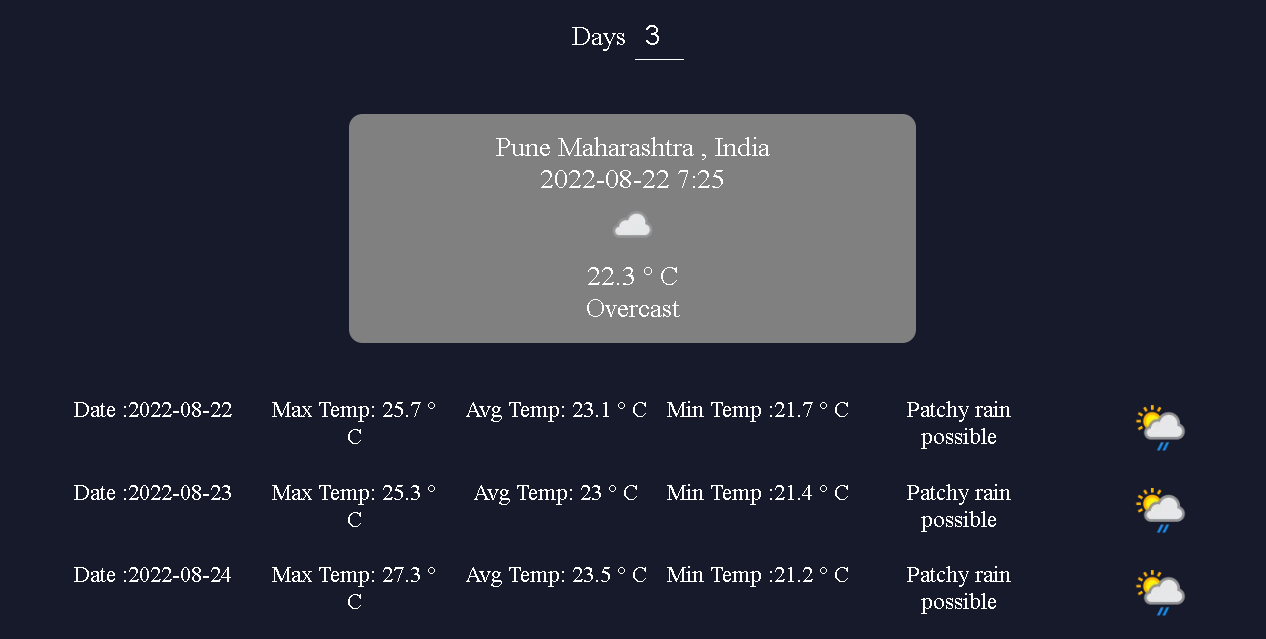 Days 3
Pune Maharashtra , India
2022-08-22 7:25
22.3 ° C
Overcast
Date :2022-08-22 Max Temp: 25.7 ° Avg Temp: 23.1 ° C Min Temp :21.7 ° C Patchy rain
C possible
Date :2022-08-23 Max Temp: 25.3 ° Avg Temp: 23 ° C Min Temp :21.4 ° C Patchy rain
C possible
Date :2022-08-24 Max Temp: 27.3 ° Avg Temp: 23.5 ° C Min Temp :21.2 ° C Patchy rain
C possible